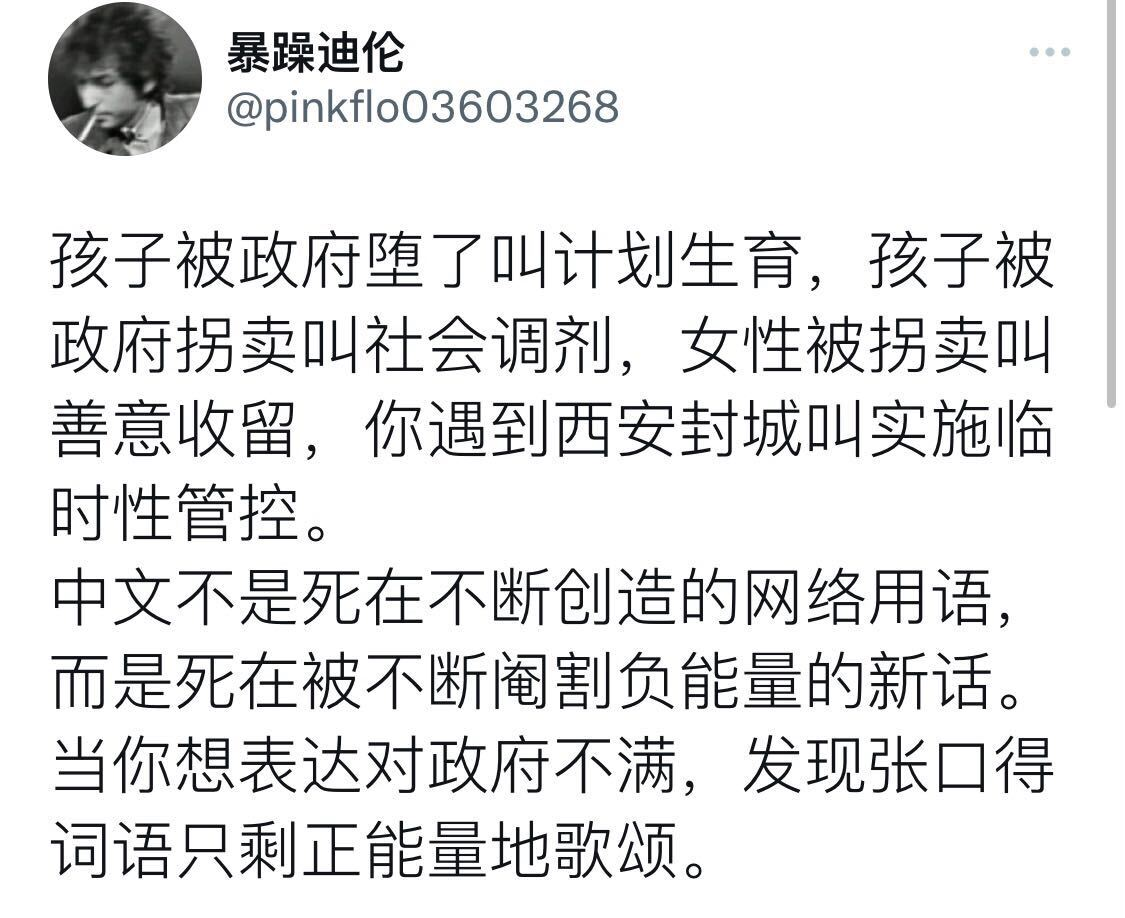 暴躁迪伦
@pinkflo03603268
孩子被政府堕了叫计划生育，孩子被
政府拐卖叫社会调剂，女性被拐卖叫
善意收留，你遇到西安封城叫实施临
时性管控。
中文不是死在不断创造的网络用语，
而是死在被不断阉割负能量的新话。
当你想表达对政府不满，发现张口得
词语只剩正能量地歌颂。